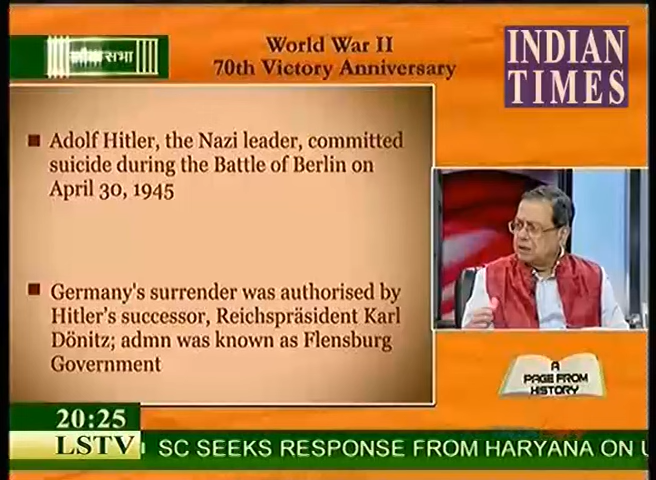 लोकसभा
World War II
70th Victory Anniversary
INDIAN
TIMES
Adolf Hitler, the Nazi leader, committed
suicide during the Battle of Berlin on
April 30, 1945
Germany's surrender was authorised by
Hitler's successor, Reichspräsident Karl
Dönitz; admn was known as Flensburg
Government
A
PAGE FROM
HISTORY
20:25
LSTV
SC SEEKS RESPONSE FROM HARYANA ON